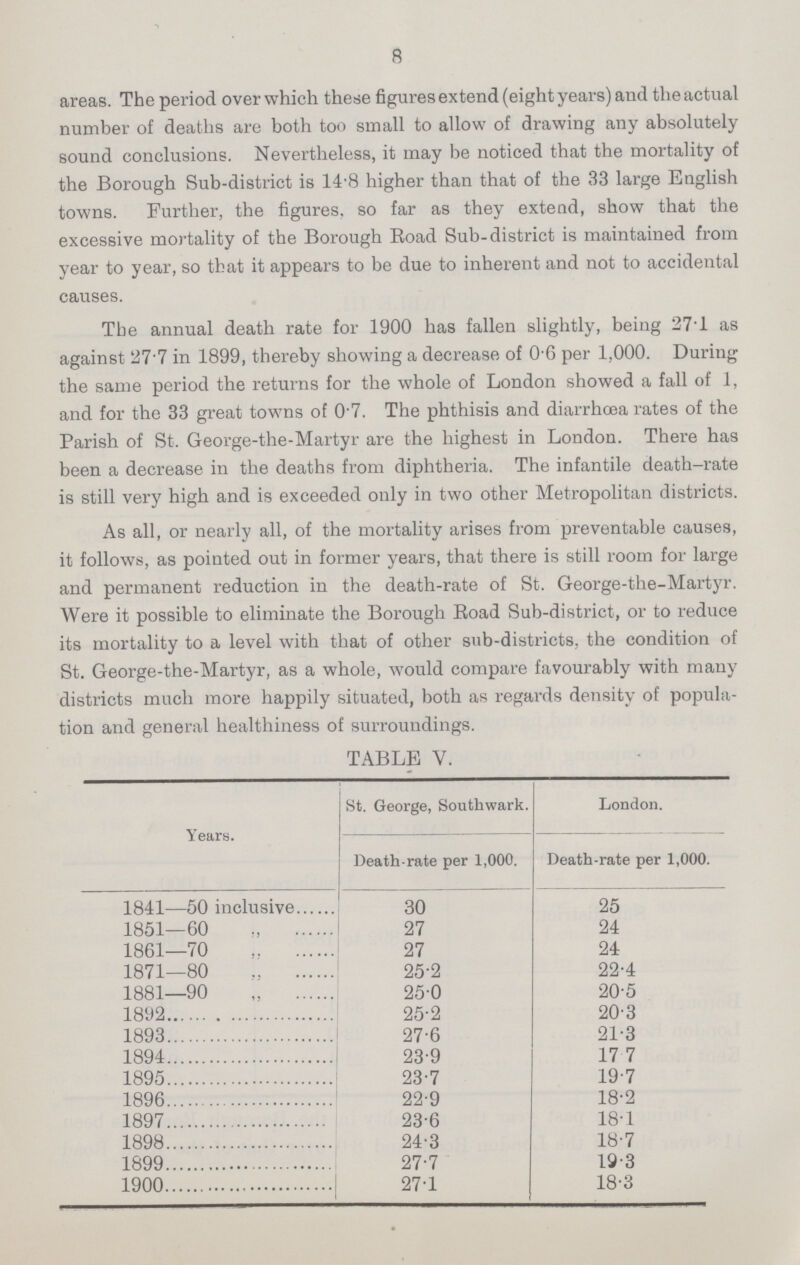 8
areas. The period over which these figures extend (eight years) and the actual
number of deaths are both too small to allow of drawing any absolutely
sound conclusions. Nevertheless, it may be noticed that the mortality of
the Borough Sub-district is 14·8 higher than that of the 33 large English
towns. Further, the figures, so far as they extend, show that the
excessive mortality of the Borough Road Sub-district is maintained from
year to year, so that it appears to be due to inherent and not to accidental
causes.
The annual death rate for 1900 has fallen slightly, being 27·1 as
against 27·7 in 1899, thereby showing a decrease of 0·6 per 1,000. During
the same period the returns for the whole of London showed a fall of 1,
and for the 33 great towns of 0·7. The phthisis and diarrhœa rates of the
Parish of St. George-the-Martyr are the highest in London. There has
been a decrease in the deaths from diphtheria. The infantile death-rate
is still very high and is exceeded only in two other Metropolitan districts.
As all, or nearly all, of the mortality arises from preventable causes,
it follows, as pointed out in former years, that there is still room for large
and permanent reduction in the death-rate of St. George-the-Martyr.
Were it possible to eliminate the Borough Road Sub-district, or to reduce
its mortality to a level with that of other sub-districts, the condition of
St. George-the-Martyr, as a whole, would compare favourably with many
districts much more happily situated, both as regards density of popula-
tion and general healthiness of surroundings.
TABLE V.
Years. St. George, Southwark. London.
Death-rate per 1,000. Death-rate per 1,000.
1841—50 inclusive...... 30 25
1851—60 „ ...... 27 24
1861—70 „ ...... 27 24
1871—80 „ ...... 25·2 22·4
1881—90 „ ...... 25·0 20·5
1892...... . .................. 25·2 20·3
1893........................... 27·6 21·3
1894........................... 23·9 17 7
1895........................... 23·7 19·7
1896........................... 22·9 18·2
1897........................... 23·6 18·1
1898........................... 24·3 18·7
1899........................... 27·7 19·3
1900........................... 27·1 18·3